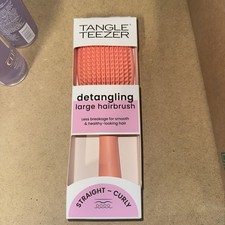 TANGLE
TEEZER
detangling
large hairbrush
Less breakage for smooth
& healthy-looking hair
STRAIGHT – CURLY